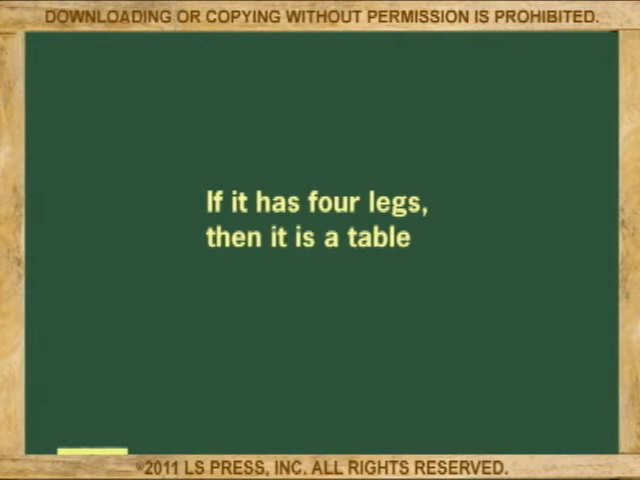 DOWNLOADING OR COPYING WITHOUT PERMISSION IS PROHIBITED.
If it has four legs,
then it is a table
©2011 LS PRESS, INC. ALL RIGHTS RESERVED.